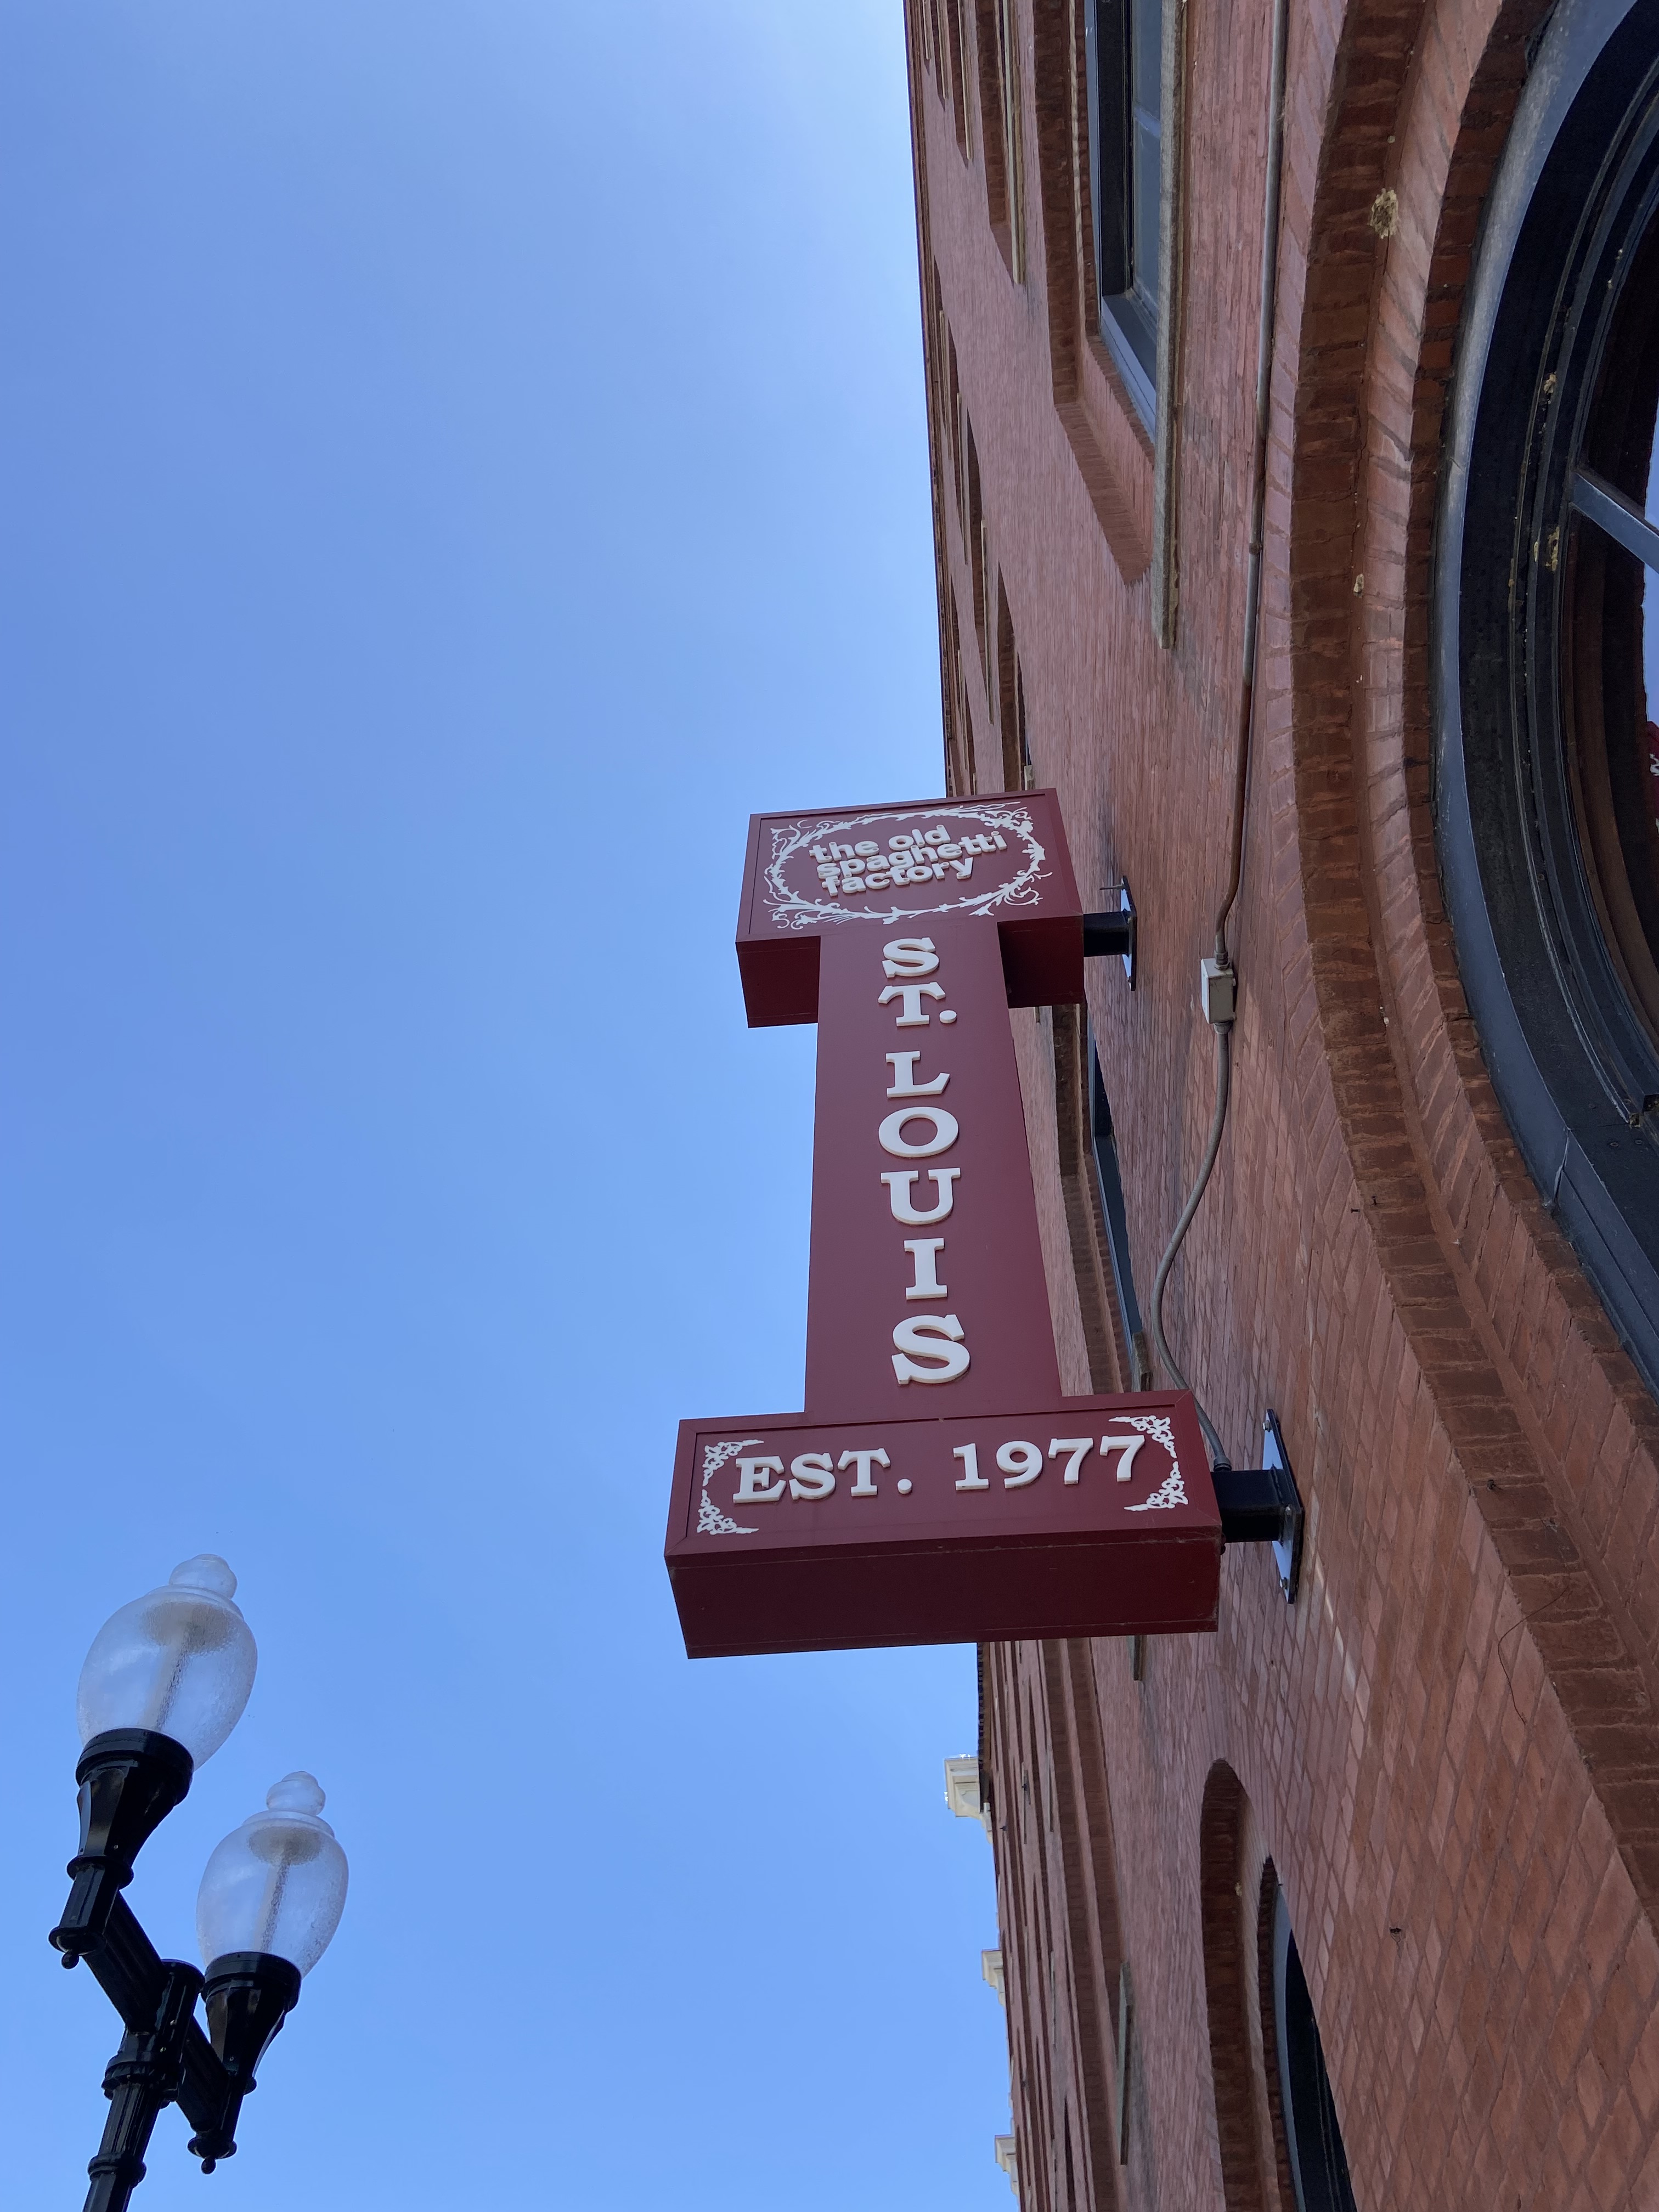 the old
spaghetti
factory
ST. LOUIS
EST. 1977